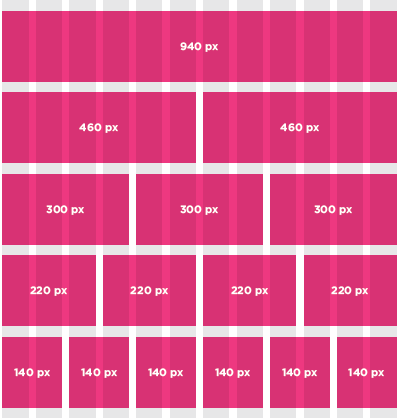 940 px
460 px 460 px
300 px 300 px 300 px
220 px 220 px 220 px 220 px
140 px 140 px 140 px 140 px 140 px 140 px